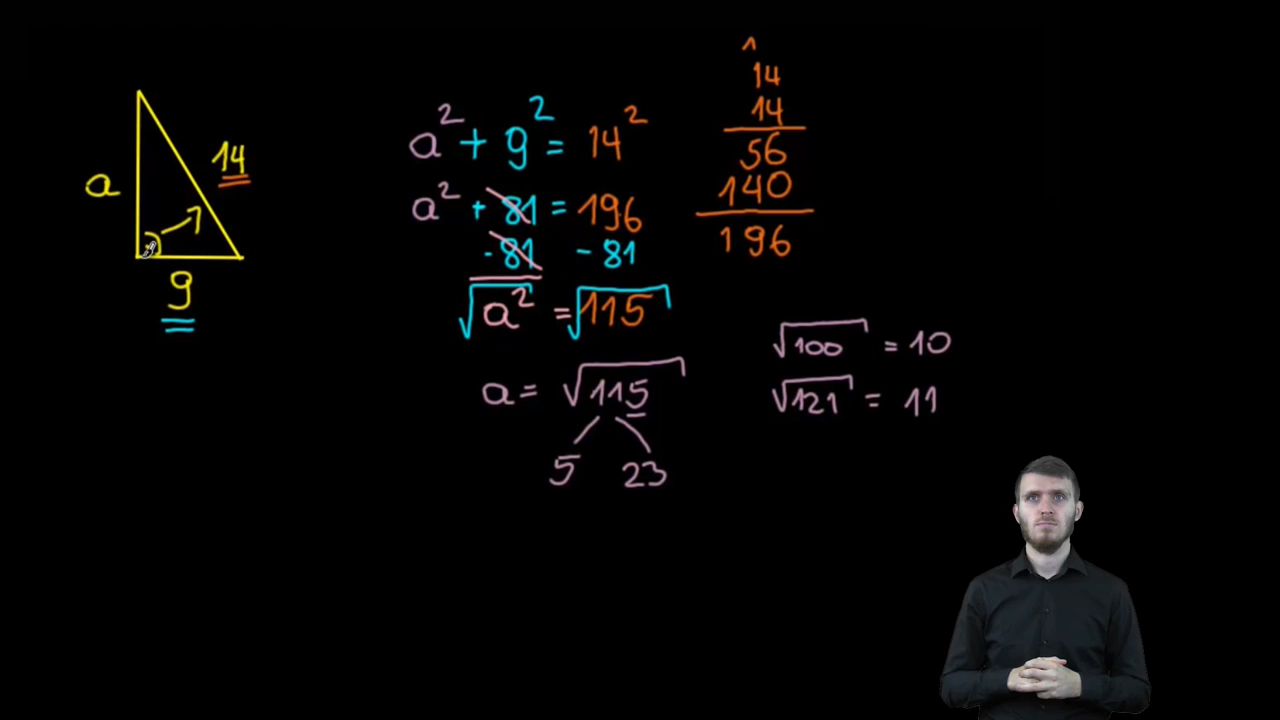 a
14
9
a² + 9² = 14²
a² + 81 = 196
-81 - 81
√a² = √115
a = √115
5 23
1
14
14
56
140
196
√100 = 10
√121 = 11